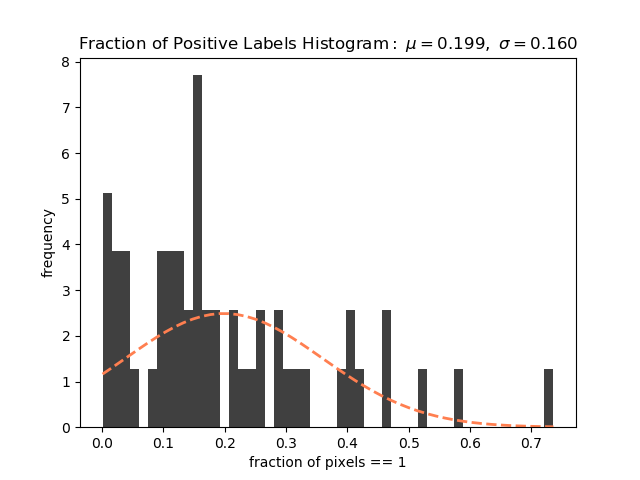 Fraction of Positive Labels Histogram : μ = 0.199, σ = 0.160
8
7
6
5
4
3
2
1
0
frequency
0.0 0.1 0.2 0.3 0.4 0.5 0.6 0.7
fraction of pixels == 1